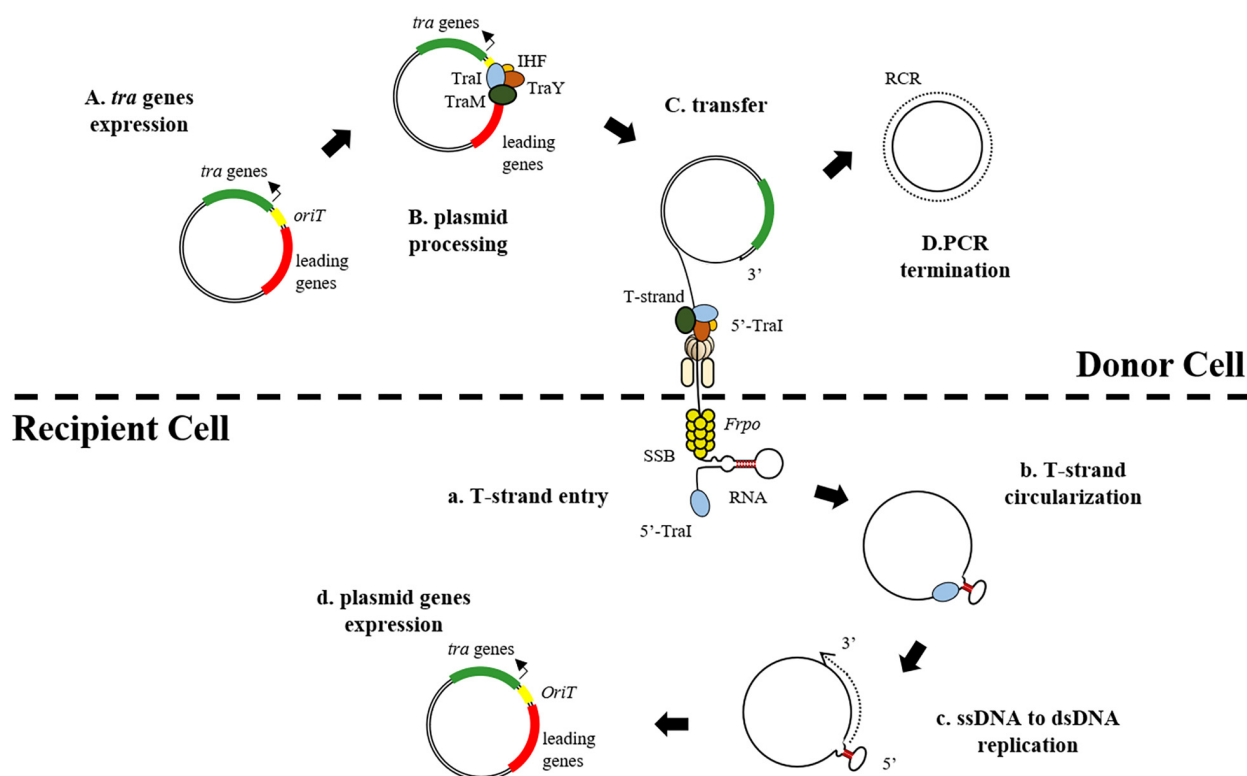 A. tra genes
expression
tra genes
oriT
leading
genes
tra genes
IHF
TraI
TraY
TraM
leading
genes
B. plasmid
processing
C. transfer
3’
T-strand
5’-TraI
RCR
D.PCR
termination
Donor Cell
Recipient Cell
Frpo
SSB
RNA
a. T-strand entry
5’-TraI
b. T-strand
circularization
3’
5’
c. ssDNA to dsDNA
replication
d. plasmid genes
expression
tra genes
OriT
leading
genes